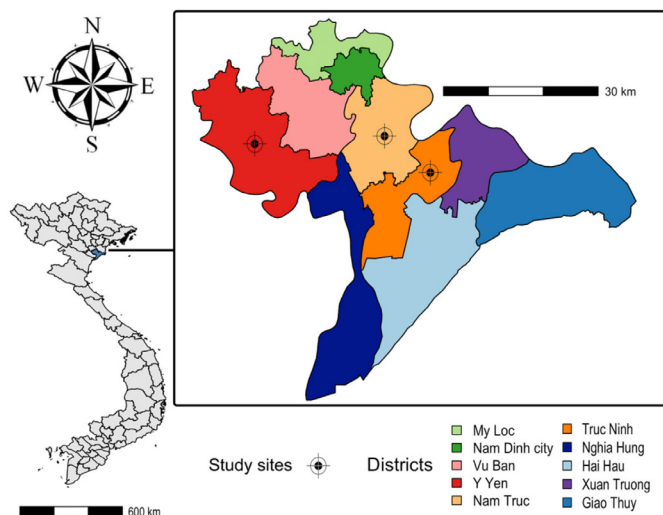 N
W E
S
30 km
600 km
Study sites
Districts
My Loc
Nam Dinh city
Vu Ban
Y Yen
Nam Truc
Truc Ninh
Nghia Hung
Hai Hau
Xuan Truong
Giao Thuy